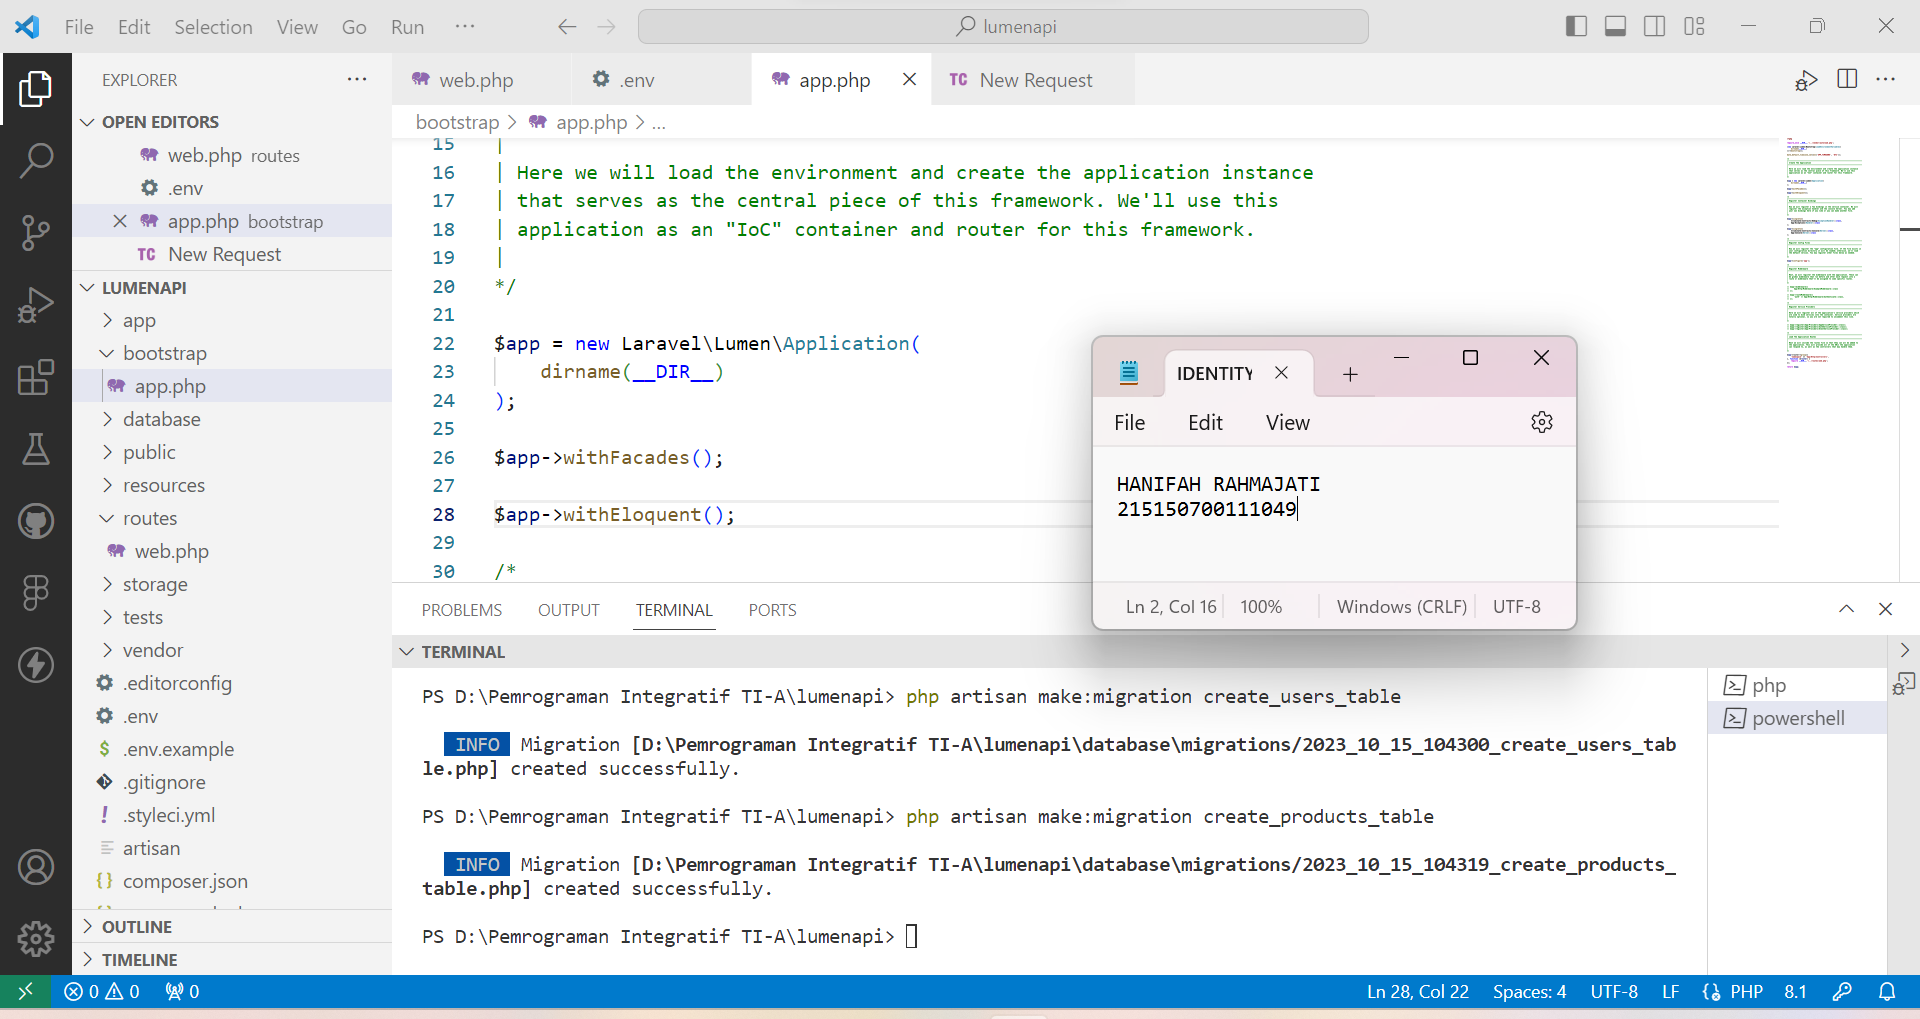 File Edit Selection View Go Run ...
lumenapi
EXPLORER
OPEN EDITORS
web.php routes
.env
app.php bootstrap
TC New Request
LUMENAPI
app
bootstrap
app.php
database
public
resources
routes
web.php
storage
tests
vendor
.editorconfig
.env
$ .env.example
.gitignore
! .styleci.yml
artisan
{} composer.json
OUTLINE
TIMELINE
web.php
.env
app.php
TC New Request
bootstrap > app.php > ...
15 |
16 | Here we will load the environment and create the application instance
17 | that serves as the central piece of this framework. We'll use this
18 | application as an "IoC" container and router for this framework.
19 |
20 */
21
22 $app = new Laravel\Lumen\Application(
23 dirname(__DIR__)
24 );
25
26 $app->withFacades();
27
28 $app->withEloquent();
29
30 /*
IDENTITY
File Edit View
HANIFAH RAHMAJATI
215150700111049
Ln 2, Col 16 100% Windows (CRLF) UTF-8
PROBLEMS OUTPUT TERMINAL PORTS
TERMINAL
PS D:\Pemrograman Integratif TI-A\lumenapi> php artisan make:migration create_users_table
INFO Migration [D:\Pemrograman Integratif TI-A\lumenapi\database\migrations/2023_10_15_104300_create_users_tab
le.php] created successfully.
PS D:\Pemrograman Integratif TI-A\lumenapi> php artisan make:migration create_products_table
INFO Migration [D:\Pemrograman Integratif TI-A\lumenapi\database\migrations/2023_10_15_104319_create_products_
table.php] created successfully.
PS D:\Pemrograman Integratif TI-A\lumenapi>
php
powershell
0 0 0
Ln 28, Col 22 Spaces: 4 UTF-8 LF PHP 8.1